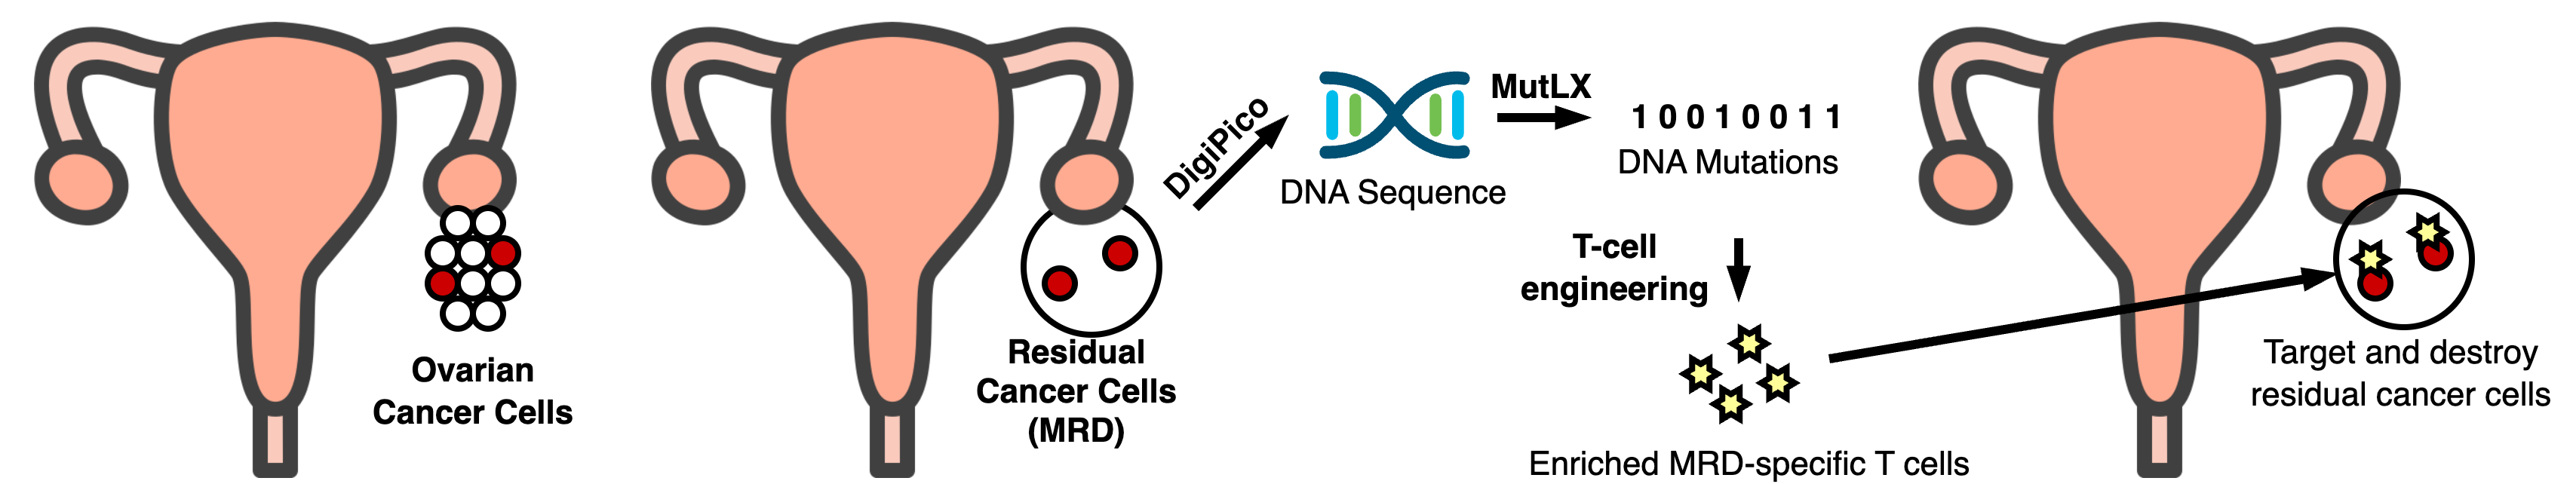 Ovarian
Cancer Cells
Residual
Cancer Cells
(MRD)
DigiPico
DNA Sequence
MutLX
1 0 0 1 0 0 1 1
DNA Mutations
T-cell
engineering
Enriched MRD-specific T cells
Target and destroy
residual cancer cells